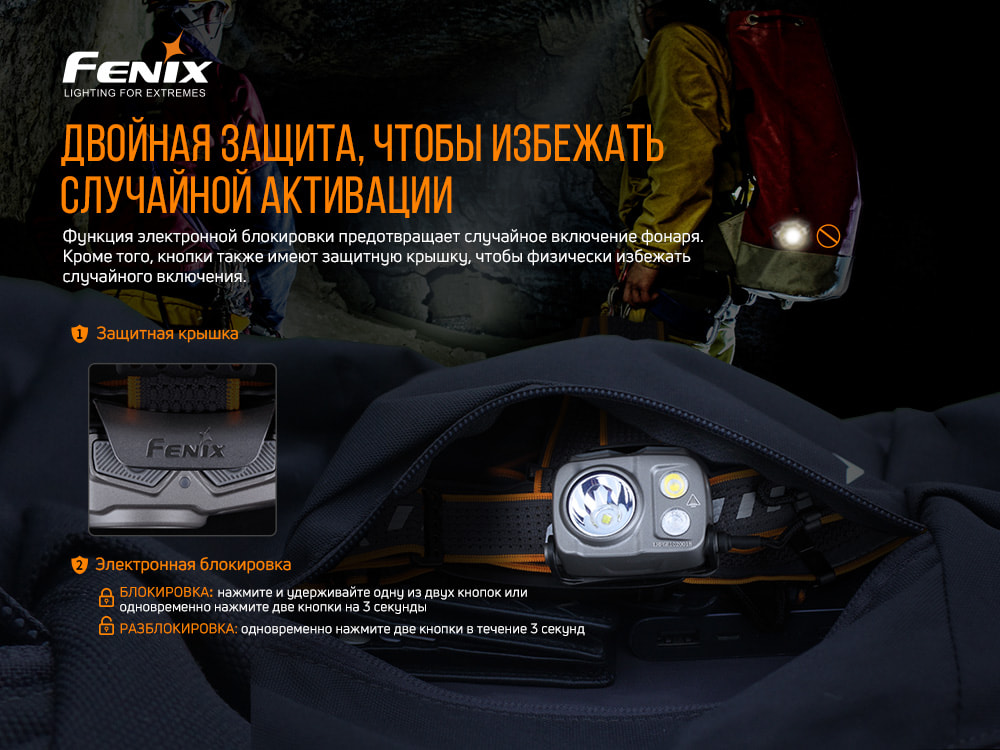 FENIX
LIGHTING FOR EXTREMES
ДВОЙНАЯ ЗАЩИТА, ЧТОБЫ ИЗБЕЖАТЬ
СЛУЧАЙНОЙ АКТИВАЦИИ
Функция электронной блокировки предотвращает случайное включение фонаря.
Кроме того, кнопки также имеют защитную крышку, чтобы физически избежать
случайного включения.
1 Защитная крышка
FENIX
2 Электронная блокировка
БЛОКИРОВКА: нажмите и удерживайте одну из двух кнопок или
одновременно нажмите две кнопки на 3 секунды
РАЗБЛОКИРОВКА: одновременно нажмите две кнопки в течение 3 секунд